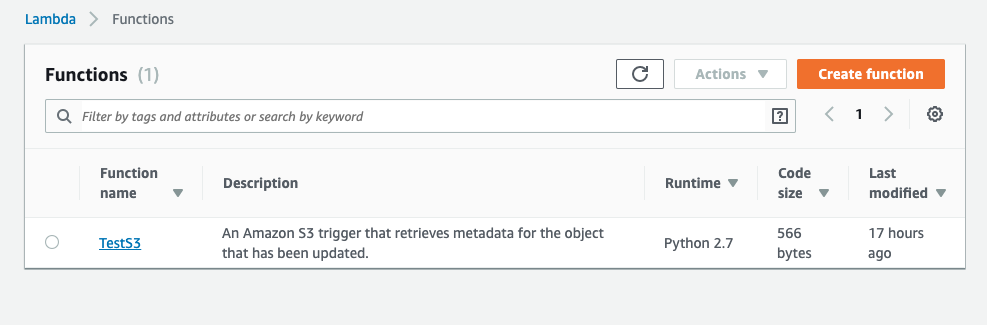 Lambda > Functions
Functions (1)
Actions
Create function
Filter by tags and attributes or search by keyword
?
1
Function name
Description
Runtime
Code size
Last modified
TestS3
An Amazon S3 trigger that retrieves metadata for the object
that has been updated.
Python 2.7
566 bytes
17 hours ago